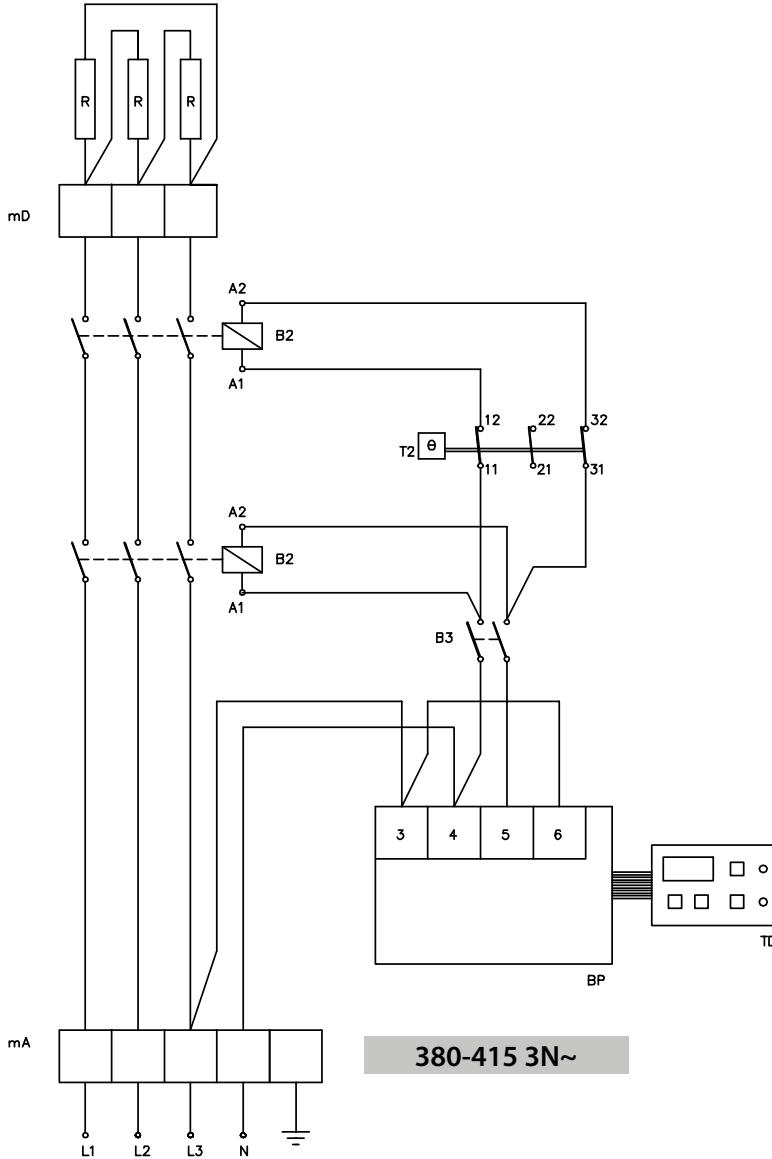 R R R
mD
A2
B2
A1
12 22 32
T2 θ
11 21 31
A2
B2
A1
B3
3 4 5 6
TD
BP
mA
380-415 3N~
L1 L2 L3 N